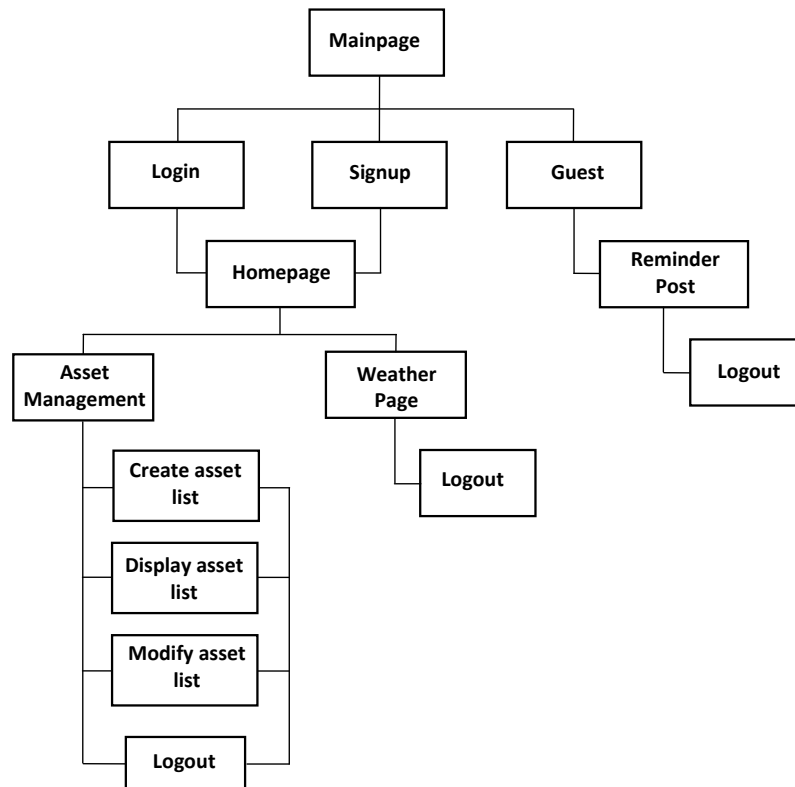 Mainpage
Login
Signup
Guest
Homepage
Reminder
Post
Asset
Management
Weather
Page
Logout
Create asset
list
Logout
Display asset
list
Modify asset
list
Logout